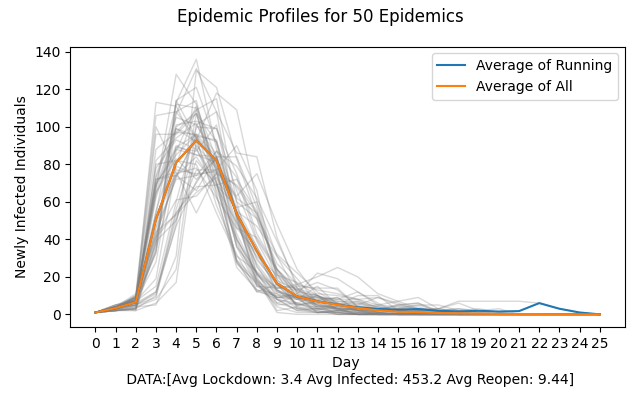 Epidemic Profiles for 50 Epidemics
140
120
100
80
60
40
20
0
Newly Infected Individuals
Average of Running
Average of All
0 1 2 3 4 5 6 7 8 9 10 11 12 13 14 15 16 17 18 19 20 21 22 23 24 25
Day
DATA:[Avg Lockdown: 3.4 Avg Infected: 453.2 Avg Reopen: 9.44]